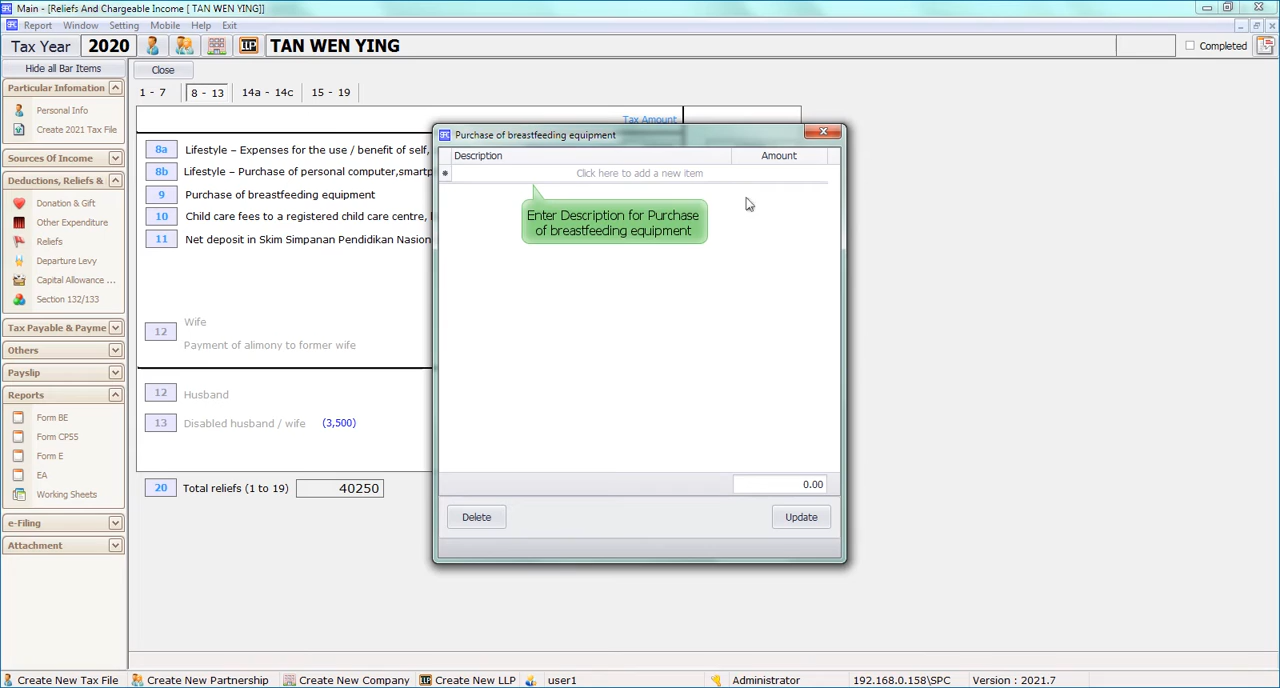 Main - [Reliefs And Chargeable Income [ TAN WEN YING]]
SPC Report Window Setting Mobile Help Exit
Tax Year 2020 ILP TAN WEN YING Completed
Hide all Bar Items
Close
Particular Infomation
1 - 7 8 - 13 14a - 14c 15 - 19
Personal Info
Create 2021 Tax File
Tax Amount
SPC Purchase of breastfeeding equipment
Description Amount
Click here to add a new item
Enter Description for Purchase
of breastfeeding equipment
8a Lifestyle – Expenses for the use / benefit of self,
Sources Of Income
8b Lifestyle – Purchase of personal computer,smartp
Deductions, Reliefs &
9 Purchase of breastfeeding equipment
Donation & Gift
10 Child care fees to a registered child care centre,
Other Expenditure
11 Net deposit in Skim Simpanan Pendidikan Nasion
Reliefs
Departure Levy
Capital Allowance ...
Section 132/133
Wife
12
Tax Payable & Payme
Payment of alimony to former wife
Others
Payslip
12 Husband
Reports
13 Disabled husband / wife (3,500)
Form BE
Form CP55
Form E
EA
20 Total reliefs (1 to 19) 40250
0.00
Working Sheets
Delete Update
e-Filing
Attachment
Create New Tax File Create New Partnership Create New Company ILP Create New LLP user1 Administrator 192.168.0.158\SPC Version : 2021.7